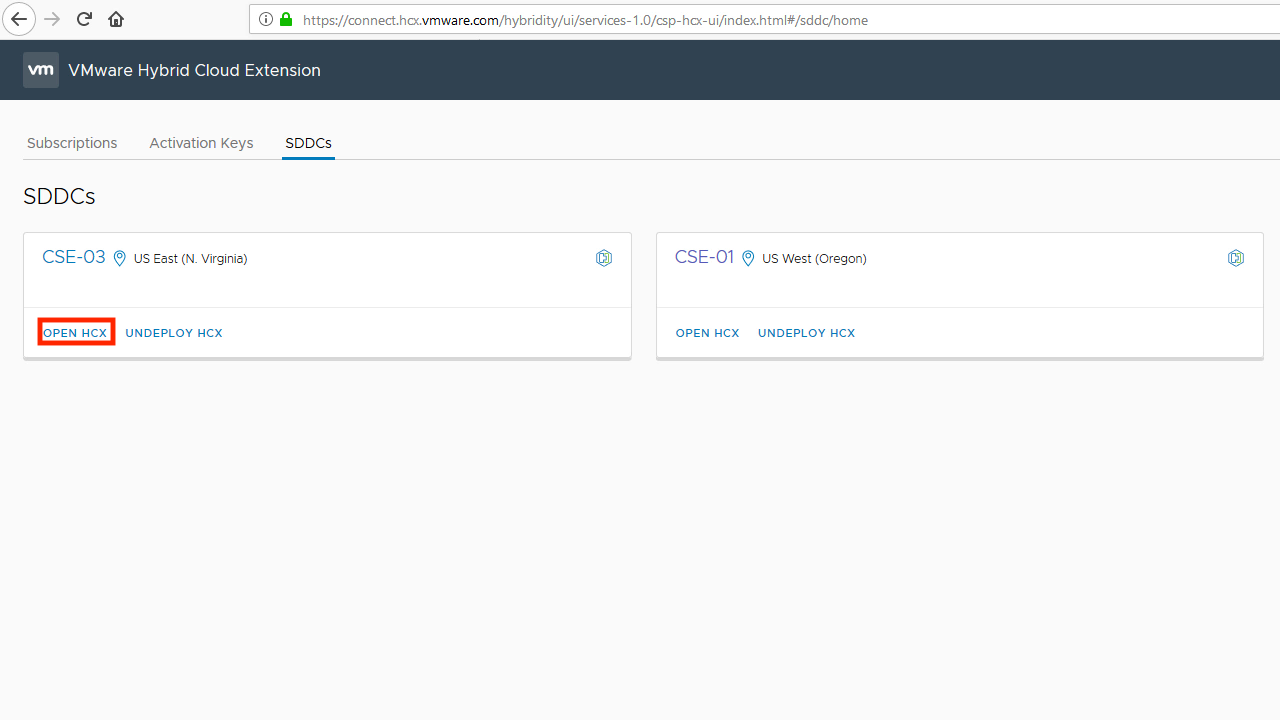 https://connect.hcx.vmware.com/hybridity/ui/services-1.0/csp-hcx-ui/index.html#/sddc/home
vm VMware Hybrid Cloud Extension
Subscriptions Activation Keys SDDCs
SDDCs
CSE-03 US East (N. Virginia)
OPEN HCX UNDEPLOY HCX
CSE-01 US West (Oregon)
OPEN HCX UNDEPLOY HCX